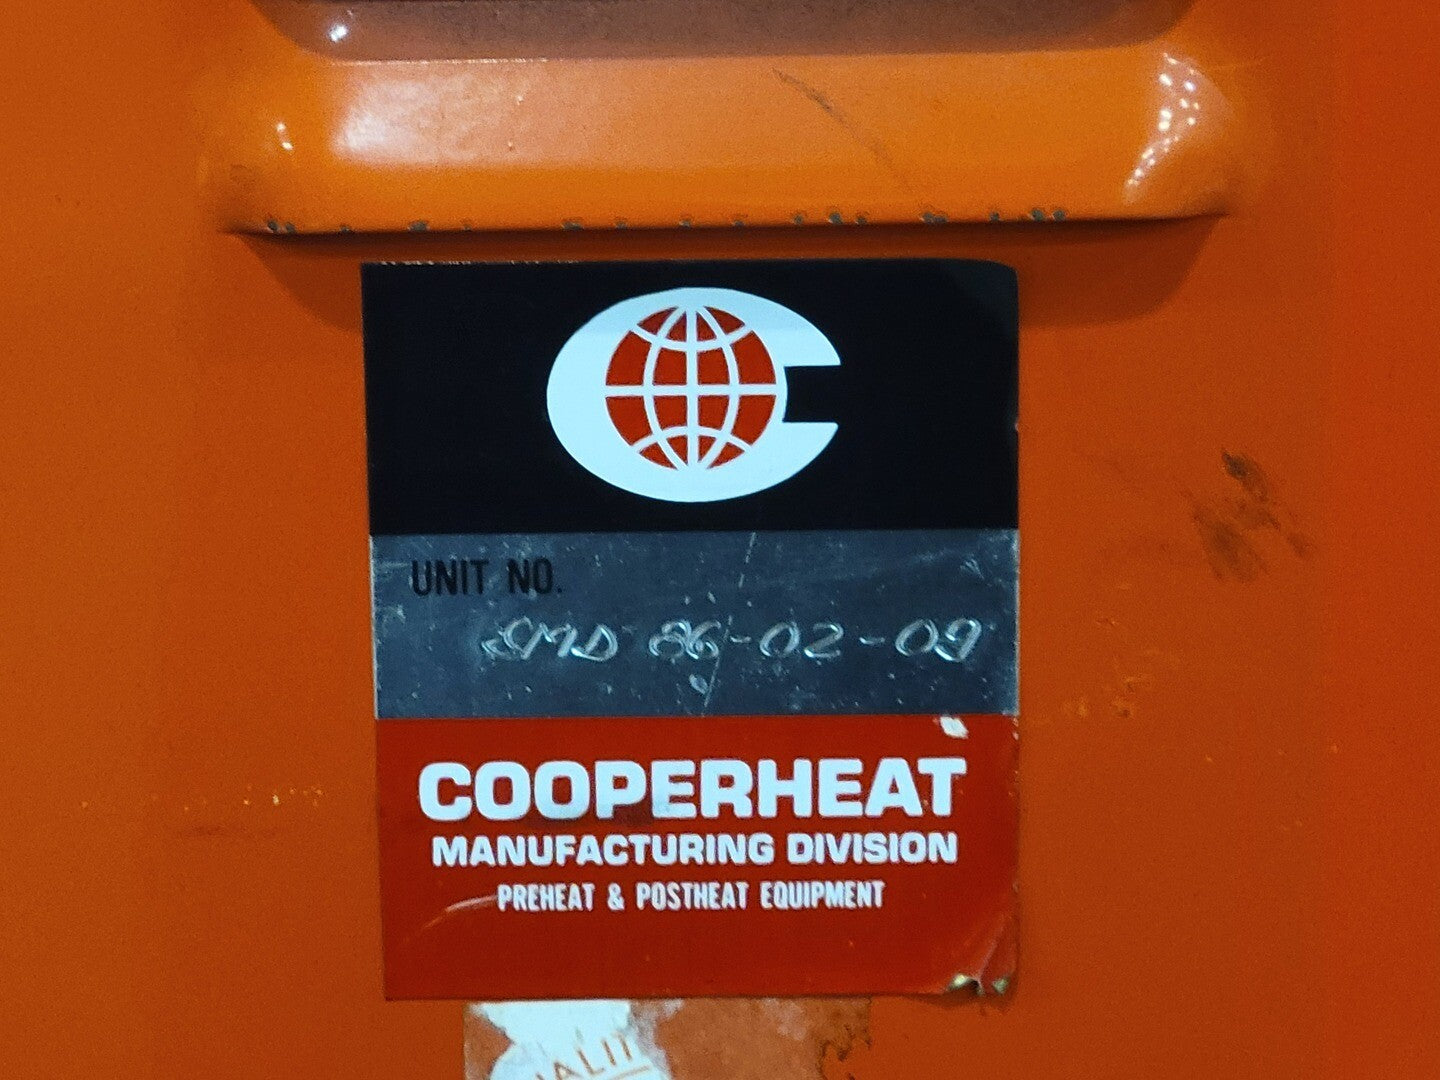 UNIT NO.
SMD 86-02-09
COOPERHEAT
MANUFACTURING DIVISION
PREHEAT & POSTHEAT EQUIPMENT